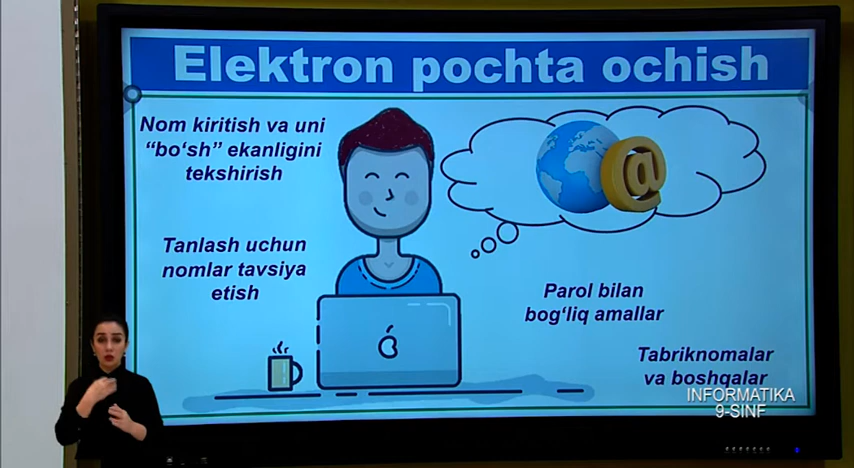 Elektron pochta ochish
Nom kiritish va uni
“bo‘sh” ekanligini
tekshirish
Tanlash uchun
nomlar tavsiya
etish
@
Parol bilan
bog‘liq amallar
Tabriknomalar
va boshqalar
INFORMATIKA
9-SINF